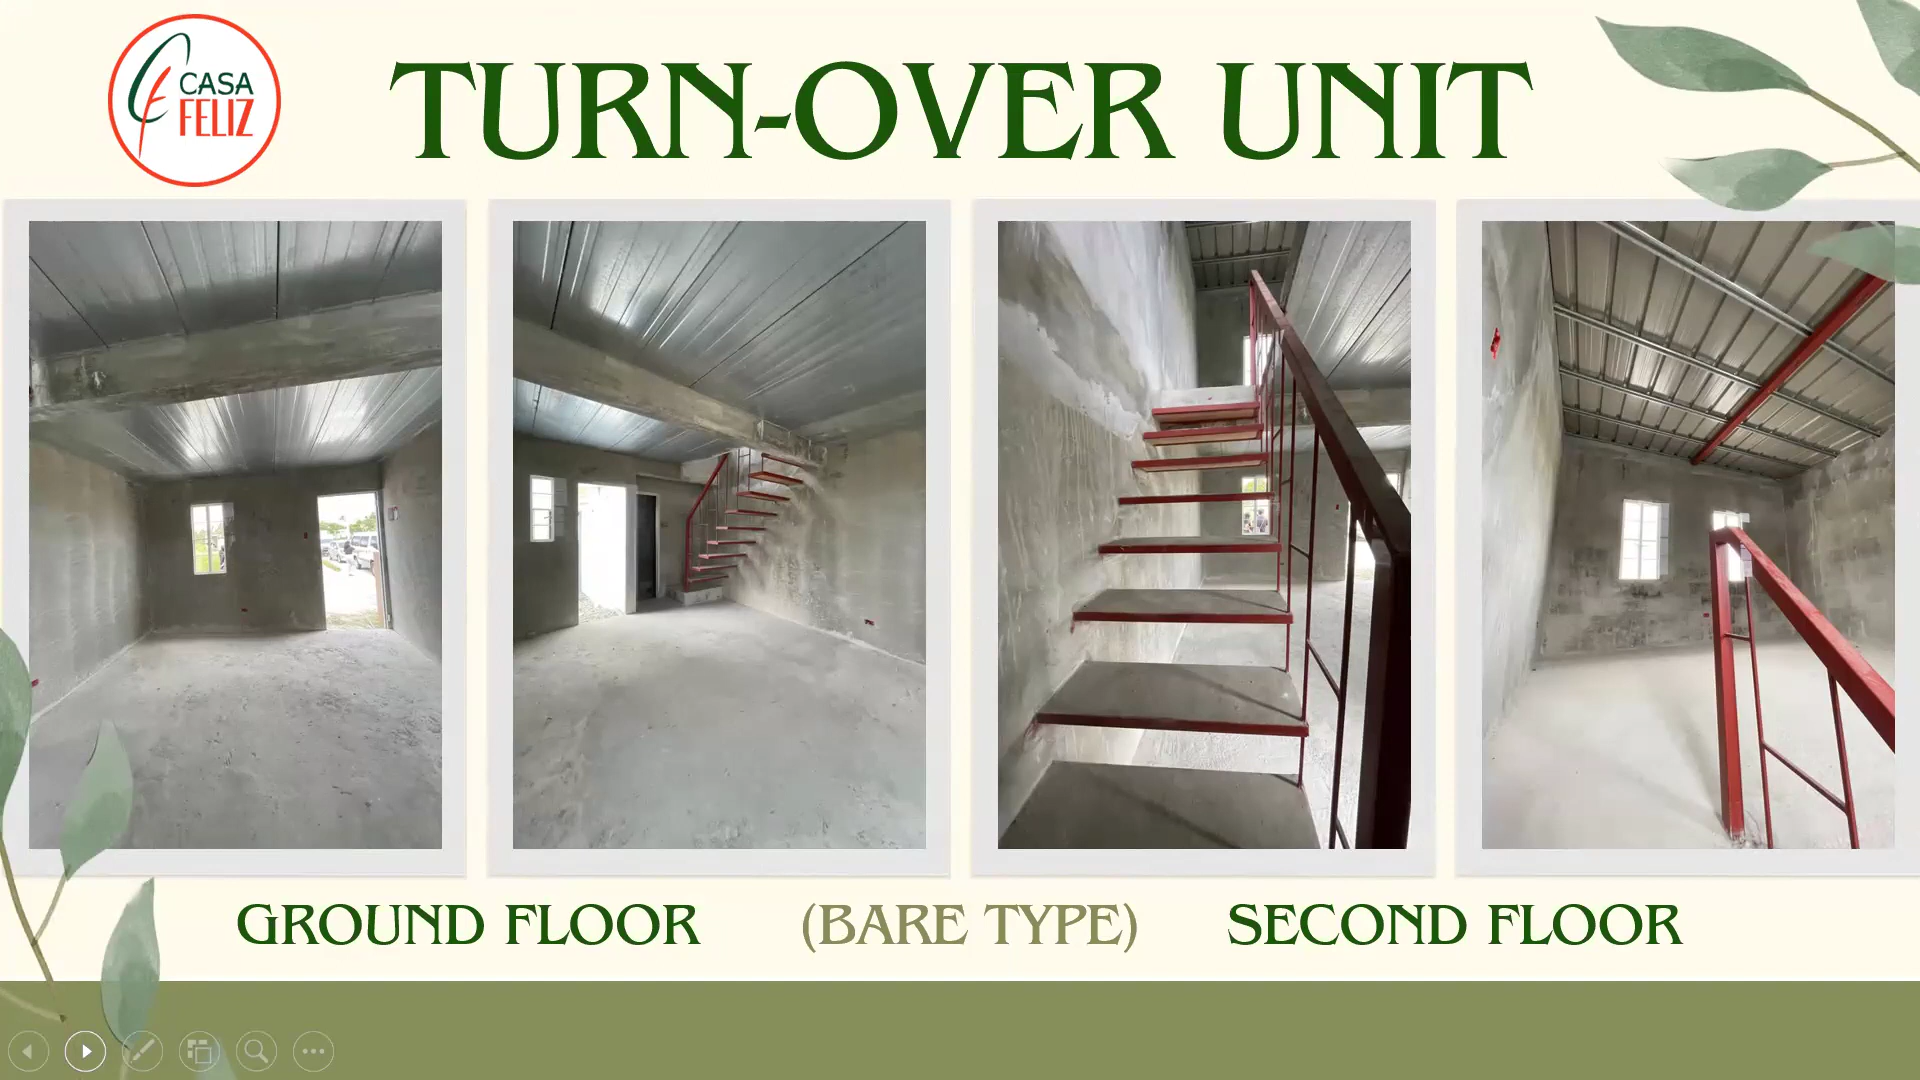 CASA
FELIZ
TURN-OVER UNIT
GROUND FLOOR
(BARE TYPE)
SECOND FLOOR